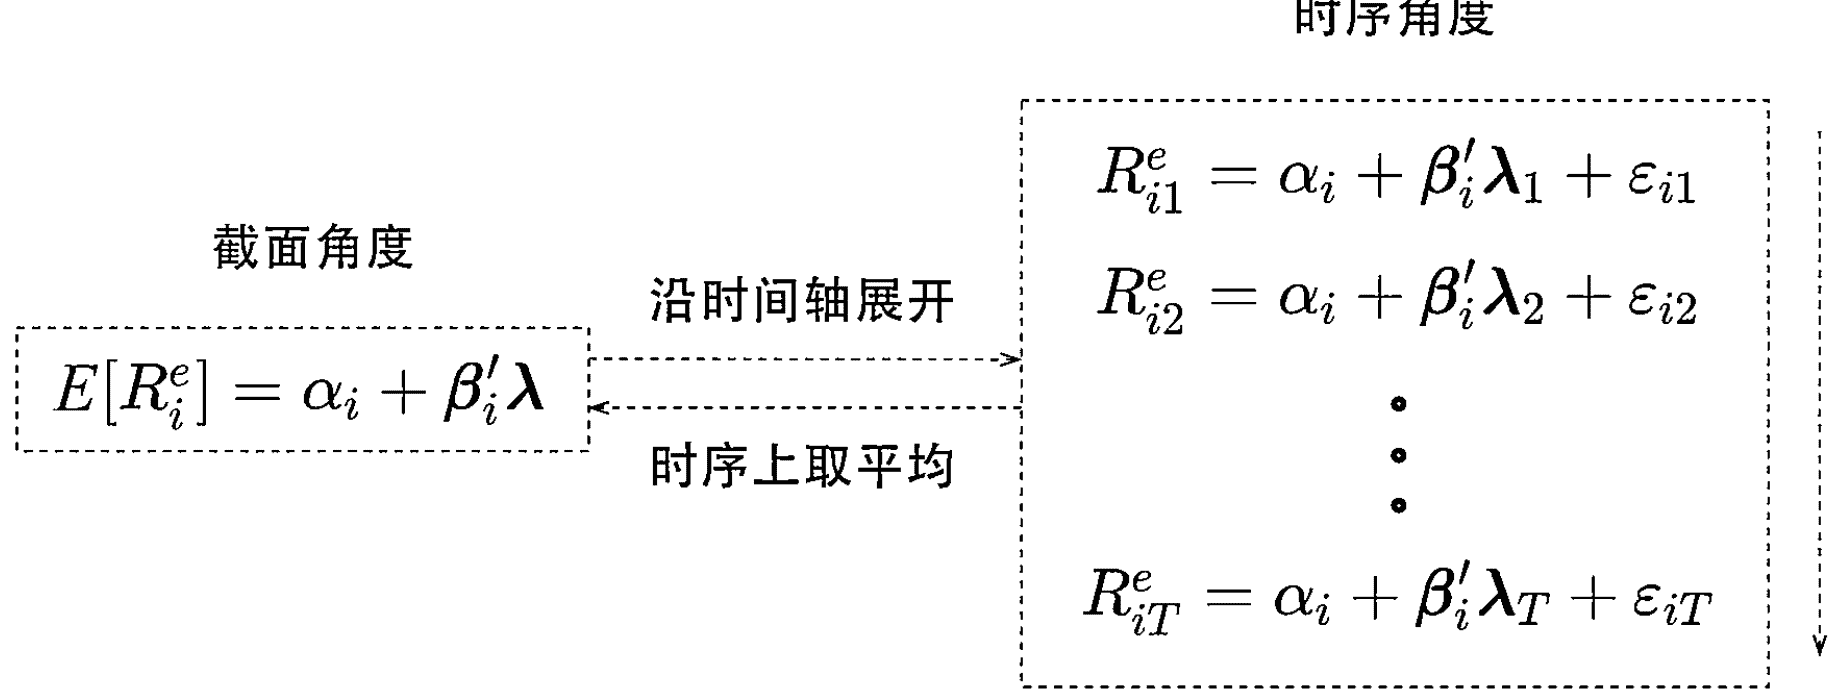 时序角度
R^e_{i1} = α_i + β'_i λ_1 + ε_{i1}
截面角度
沿时间轴展开
R^e_{i2} = α_i + β'_i λ_2 + ε_{i2}
E[R^e_i] = α_i + β'_i λ
时序上取平均
R^e_{iT} = α_i + β'_i λ_T + ε_{iT}